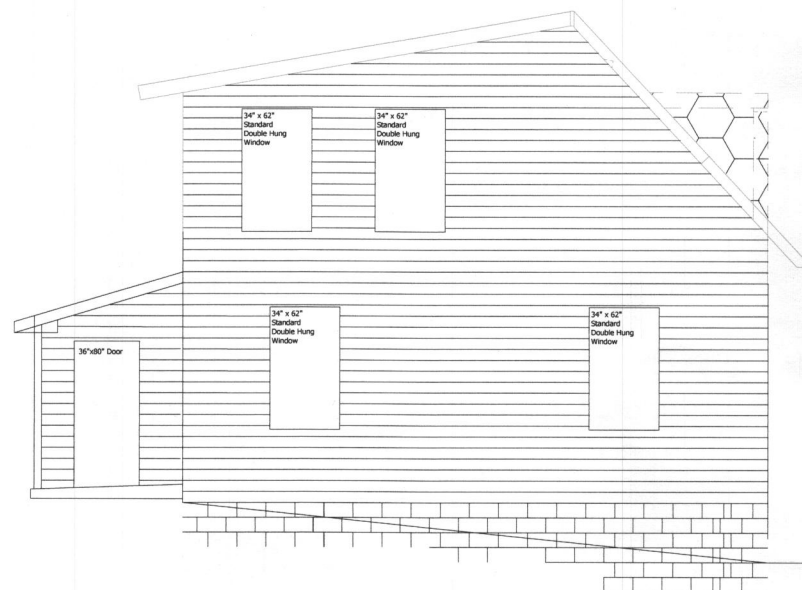 34" x 62"
Standard
Double Hung
Window
34" x 62"
Standard
Double Hung
Window
34" x 62"
Standard
Double Hung
Window
34" x 62"
Standard
Double Hung
Window
36"x80" Door